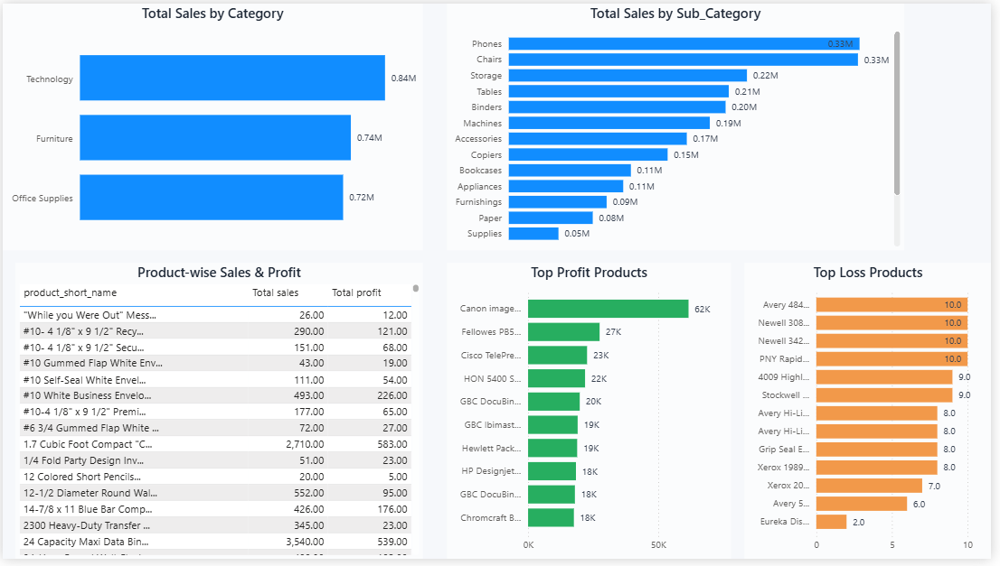 Total Sales by Category
Technology 0.84M
Furniture 0.74M
Office Supplies 0.72M
Total Sales by Sub_Category
Phones 0.33M
Chairs 0.33M
Storage 0.22M
Tables 0.21M
Binders 0.20M
Machines 0.19M
Accessories 0.17M
Copiers 0.15M
Bookcases 0.11M
Appliances 0.11M
Furnishings 0.09M
Paper 0.08M
Supplies 0.05M
Product-wise Sales & Profit
product_short_name Total sales Total profit
"While you Were Out" Mess... 26.00 12.00
#10- 4 1/8" x 9 1/2" Recy... 290.00 121.00
#10- 4 1/8" x 9 1/2" Secu... 151.00 68.00
#10 Gummed Flap White Env... 43.00 19.00
#10 Self-Seal White Envel... 111.00 54.00
#10 White Business Envelo... 493.00 226.00
#10-4 1/8" x 9 1/2" Premi... 177.00 65.00
#6 3/4 Gummed Flap White ... 72.00 27.00
1.7 Cubic Foot Compact "C... 2,710.00 583.00
1/4 Fold Party Design Inv... 51.00 23.00
12 Colored Short Pencils... 20.00 5.00
12-1/2 Diameter Round Wal... 552.00 95.00
14-7/8 x 11 Blue Bar Comp... 426.00 176.00
2300 Heavy-Duty Transfer ... 345.00 23.00
24 Capacity Maxi Data Bin... 3,540.00 539.00
Top Profit Products
Canon image... 62K
Fellowes PB5... 27K
Cisco TelePre... 23K
HON 5400 S... 22K
GBC DocuBin... 20K
GBC Ibimast... 19K
Hewlett Pack... 19K
HP Designjet... 18K
GBC DocuBin... 18K
Chromcraft B... 18K
0K 50K
Top Loss Products
Avery 484... 10.0
Newell 308... 10.0
Newell 342... 10.0
PNY Rapid... 10.0
4009 Highl... 9.0
Stockwell ... 9.0
Avery Hi-Li... 8.0
Avery Hi-Li... 8.0
Grip Seal E... 8.0
Xerox 1989... 8.0
Xerox 20... 7.0
Avery 5... 6.0
Eureka Dis... 2.0
0 5 10